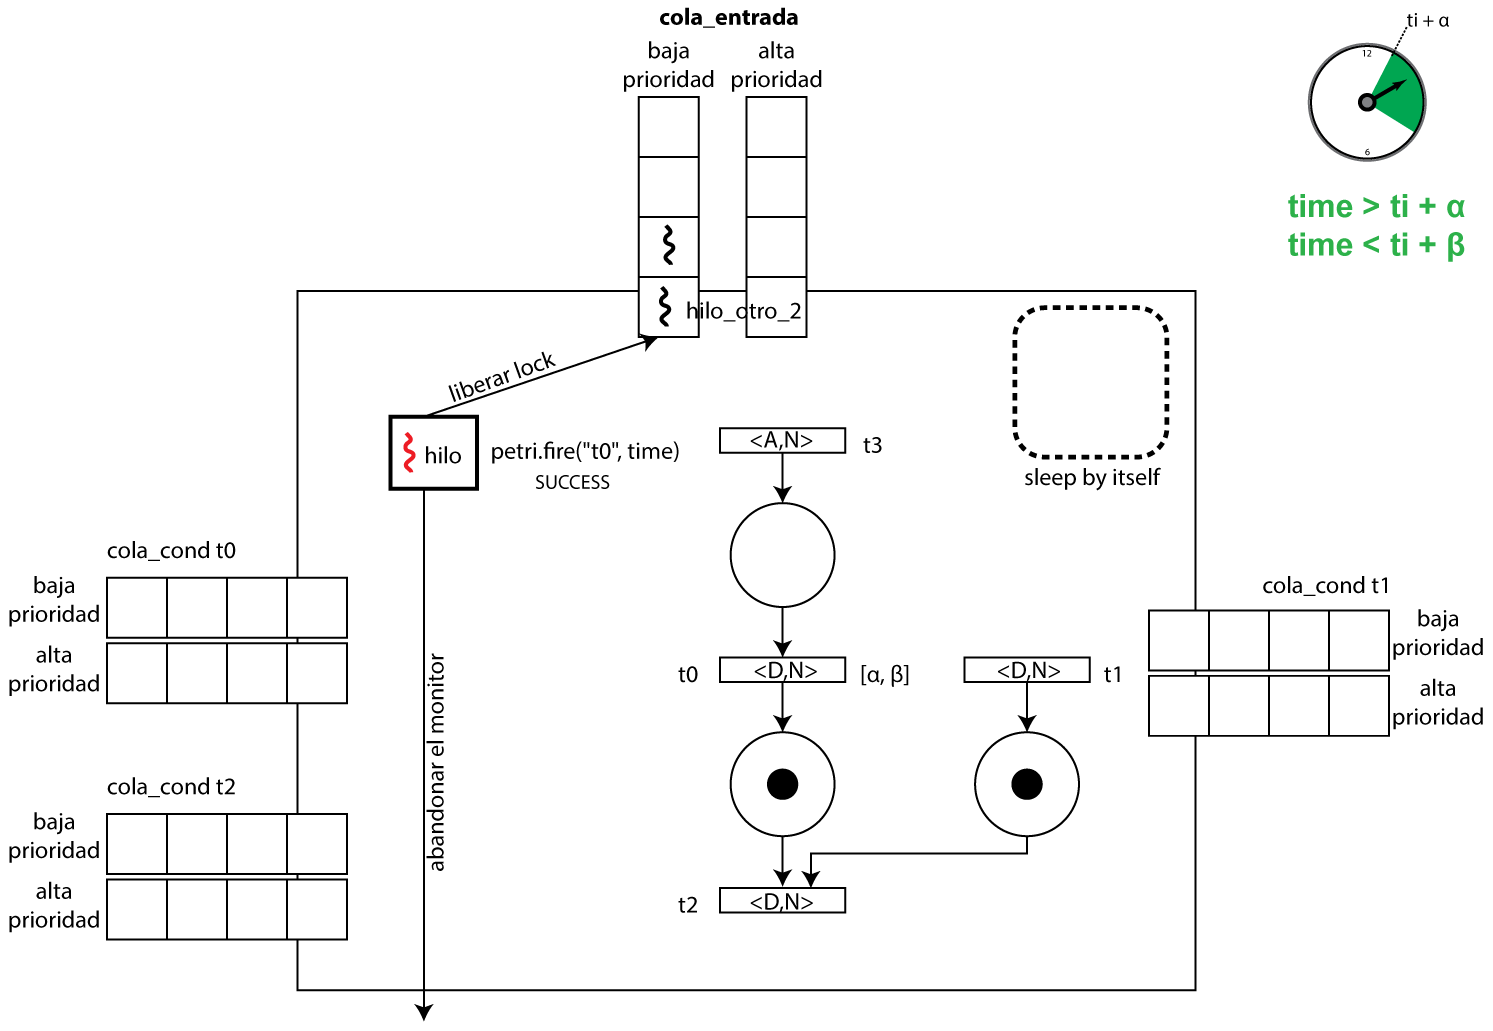 cola_entrada
baja
prioridad
alta
prioridad
ti + α
12
6
time > ti + α
time < ti + β
hilo_otro_2
liberar lock
hilo
petri.fire("t0", time)
SUCCESS
<A,N>
t3
sleep by itself
cola_cond t0
baja
prioridad
alta
prioridad
cola_cond t1
baja
prioridad
alta
prioridad
t0
<D,N>
[α, β]
<D,N>
t1
abandonar el monitor
cola_cond t2
baja
prioridad
alta
prioridad
t2
<D,N>